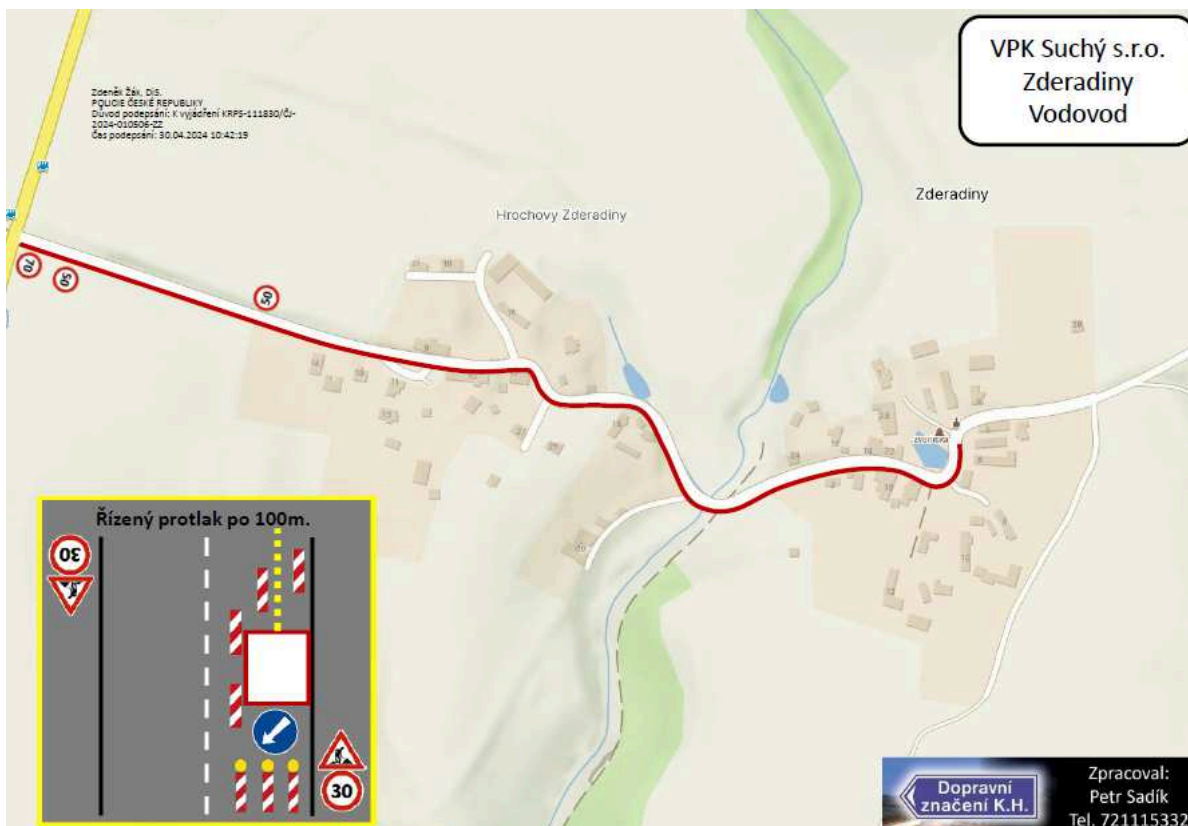 VPK Suchý s.r.o.
Zderadiny
Vodovod
Zdeněk Žák, DiS.
POLICIE ČESKÉ REPUBLIKY
Důvod podepsání: K vyjádření KRPS-111830/ČJ-
2024-010506-ZZ
Čas podepsání: 30.04.2024 10:42:19
Hrochovy Zderadiny
Zderadiny
70
50
50
zvonička
Řízený protlak po 100m.
30
30
Dopravní
značení K.H.
Zpracoval:
Petr Sadík
Tel. 721115332